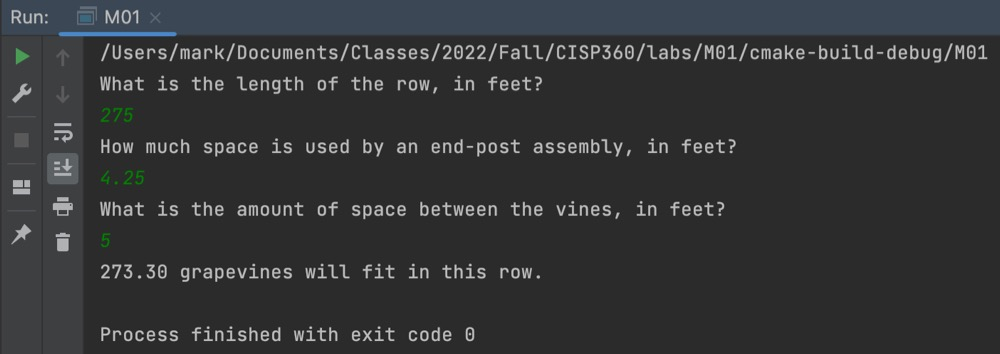 Run: M01
/Users/mark/Documents/Classes/2022/Fall/CISP360/labs/M01/cmake-build-debug/M01
What is the length of the row, in feet?
275
How much space is used by an end-post assembly, in feet?
4.25
What is the amount of space between the vines, in feet?
5
273.30 grapevines will fit in this row.
Process finished with exit code 0